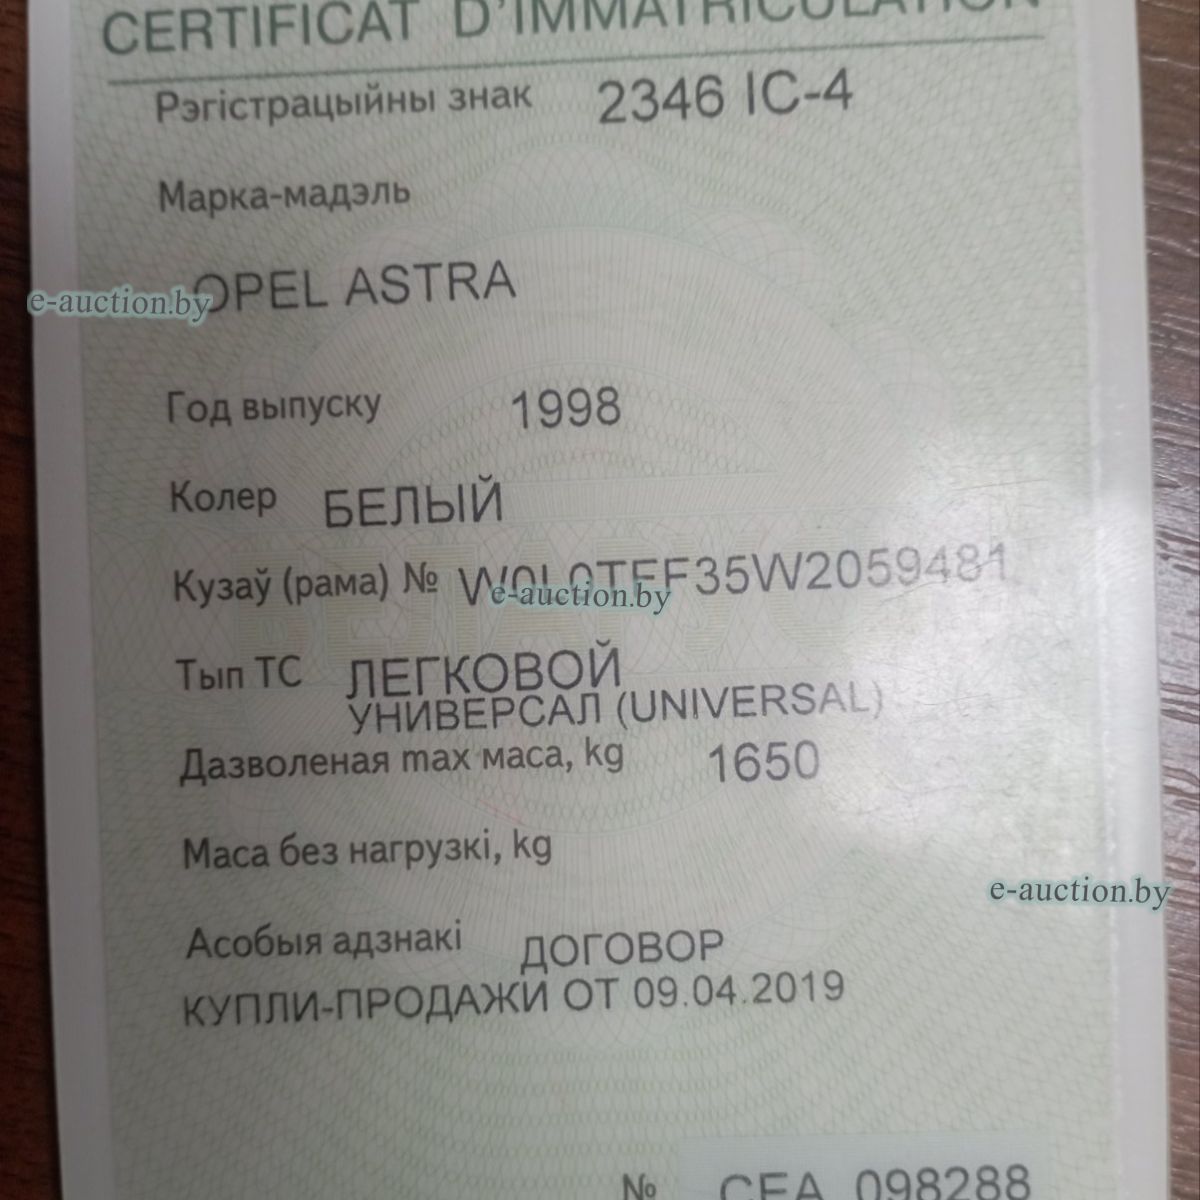 CERTIFICAT D'IMMATRICULATION
Рэгістрацыйны знак 2346 IC-4
Марка-мадэль
OPEL ASTRA
e-auction.by
Год выпуску 1998
Колер БЕЛЫЙ
Кузаў (рама) № W0L0TFF35W2059481
e-auction.by
Тып ТС ЛЕГКОВОЙ
УНИВЕРСАЛ (UNIVERSAL)
Дазволеная max маса, kg 1650
Маса без нагрузкі, kg
e-auction.by
Асобыя адзнакі ДОГОВОР
КУПЛИ-ПРОДАЖИ ОТ 09.04.2019
№ CEA 098288